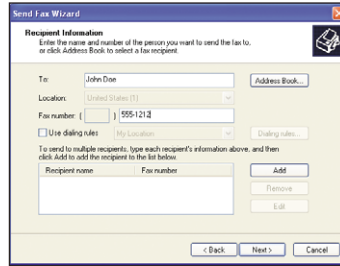 Send Fax Wizard
Recipient Information
Enter the name and number of the person you want to send the fax to,
or click Address Book to select a fax recipient.
To: John Doe Address Book...
Location: United States (1)
Fax number: ( ) 555-1212
Use dialing rules My Location Dialing rules...
To send to multiple recipients, type each recipient's information above, and then
click Add to add the recipient to the list below.
Recipient name Fax number Add
Remove
Edit
< Back Next > Cancel